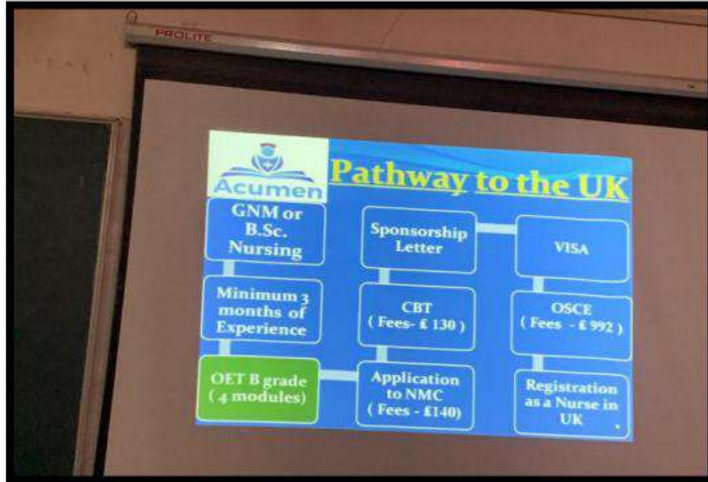 PROLITE
Acumen
Pathway to the UK
GNM or
B.Sc.
Nursing
Minimum 3
months of
Experience
OET B grade
( 4 modules)
Application
to NMC
( Fees - £140)
CBT
( Fees- £ 130 )
Sponsorship
Letter
VISA
OSCE
( Fees - £ 992 )
Registration
as a Nurse in
UK